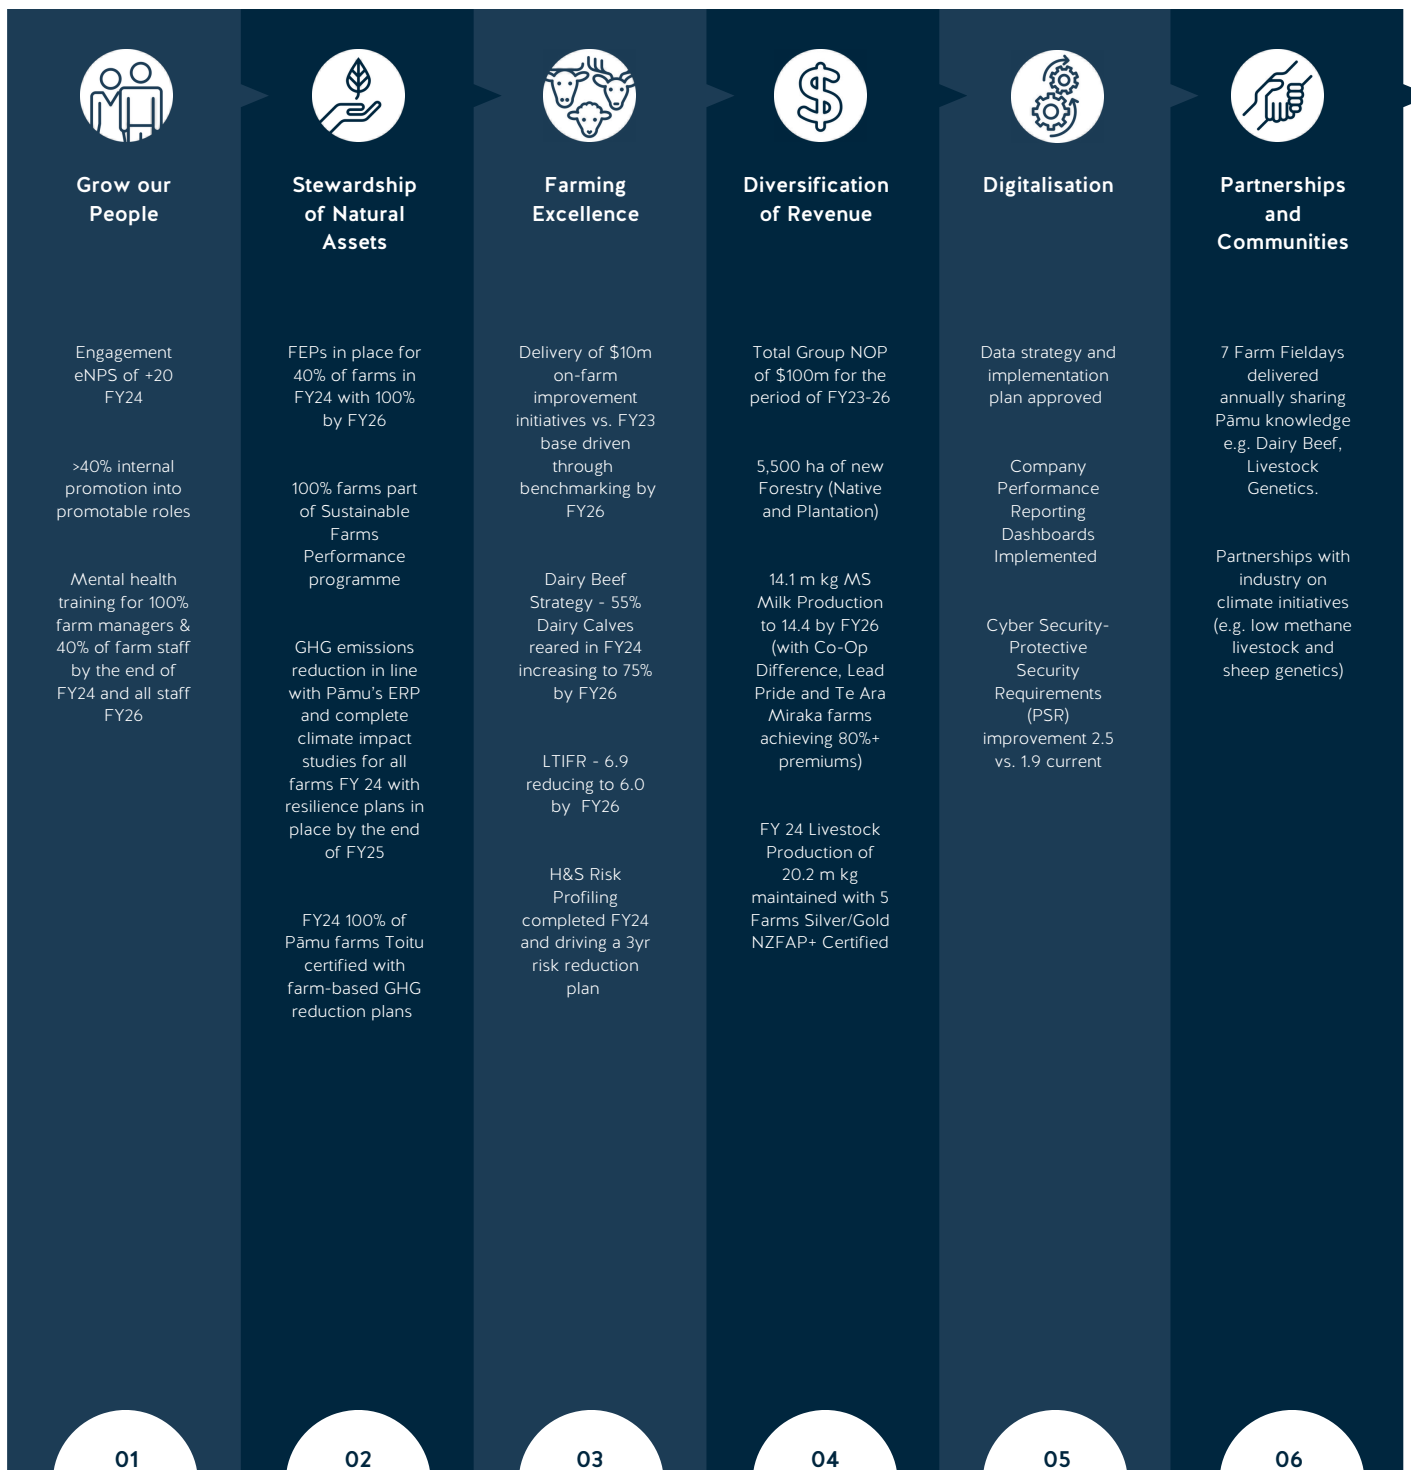 Grow our
People
Engagement
eNPS of +20
FY24
>40% internal
promotion into
promotable roles
Mental health
training for 100%
farm managers &
40% of farm staff
by the end of
FY24 and all staff
FY26
01
Stewardship
of Natural
Assets
FEPs in place for
40% of farms in
FY24 with 100%
by FY26
100% farms part
of Sustainable
Farms
Performance
programme
GHG emissions
reduction in line
with Pāmu's ERP
and complete
climate impact
studies for all
farms FY 24 with
resilience plans in
place by the end
of FY25
FY24 100% of
Pāmu farms Toitu
certified with
farm-based GHG
reduction plans
02
Farming
Excellence
Delivery of $10m
on-farm
improvement
initiatives vs. FY23
base driven
through
benchmarking by
FY26
Dairy Beef
Strategy - 55%
Dairy Calves
reared in FY24
increasing to 75%
by FY26
LTIFR - 6.9
reducing to 6.0
by FY26
H&S Risk
Profiling
completed FY24
and driving a 3yr
risk reduction
plan
03
Diversification
of Revenue
Total Group NOP
of $100m for the
period of FY23-26
5,500 ha of new
Forestry (Native
and Plantation)
14.1 m kg MS
Milk Production
to 14.4 by FY26
(with Co-Op
Difference, Lead
Pride and Te Ara
Miraka farms
achieving 80%+
premiums)
FY 24 Livestock
Production of
20.2 m kg
maintained with 5
Farms Silver/Gold
NZFAP+ Certified
04
Digitalisation
Data strategy and
implementation
plan approved
Company
Performance
Reporting
Dashboards
Implemented
Cyber Security-
Protective
Security
Requirements
(PSR)
improvement 2.5
vs. 1.9 current
05
Partnerships
and
Communities
7 Farm Fieldays
delivered
annually sharing
Pāmu knowledge
e.g. Dairy Beef,
Livestock
Genetics.
Partnerships with
industry on
climate initiatives
(e.g. low methane
livestock and
sheep genetics)
06